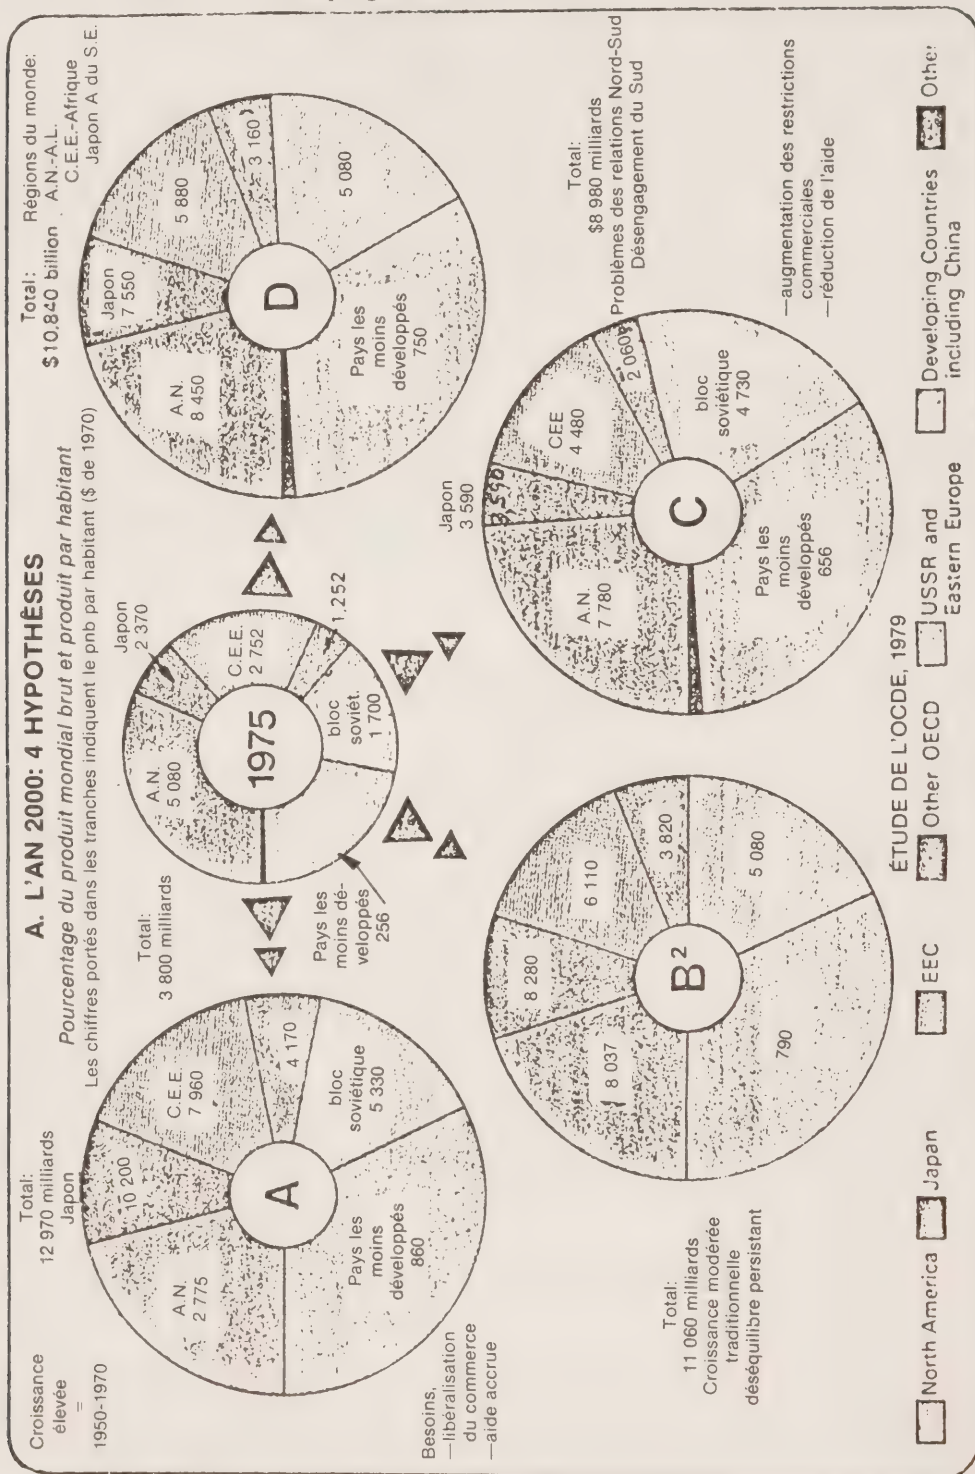 A. L'AN 2000: 4 HYPOTHÊSES
Pourcentage du produit mondial brut et produit par habitant
Les chiffres portés dans les tranches indiquent le pnb par habitant ($ de 1970)
Croissance
élevée
=
1950-1970
Total:
12 970 milliards
Japon
10 200
C.E.E.
7 960
4 170
bloc
soviétique
5 330
Pays les
moins
développés
860
A.N.
2 775
A
Besoins,
—libéralisation
du commerce
—aide accrue
Total:
3 800 milliards
A.N.
5 080
Japon
2 370
C.E.E.
2 752
1.252
bloc
soviét.
1 700
Pays les
moins dé-
veloppés
256
1975
Total:
$10.840 billion
Régions du monde:
A.N.-A.L.
C.E.E.-Afrique
Japon A du S.E.
A.N.
8 450
Japon
7 550
5 880
3 160
5 080
Pays les
moins
développés
750
D
Total:
11 060 milliards
Croissance modérée
traditionnelle
déséquilibre persistant
8 037
8 280
6 110
3 820
5 080
790
B²
Japon
3 590
3,590
A.N.
7 780
CEE
4 480
2 060
bloc
soviétique
4 730
Pays les
moins
développés
656
C
Total:
$8 980 milliards
Problèmes des relations Nord-Sud
Désengagement du Sud
—augmentation des restrictions
commerciales
—réduction de l'aide
ÉTUDE DE L'OCDE, 1979
North America
Japan
EEC
Other OECD
USSR and
Eastern Europe
Developing Countries
including China
Other